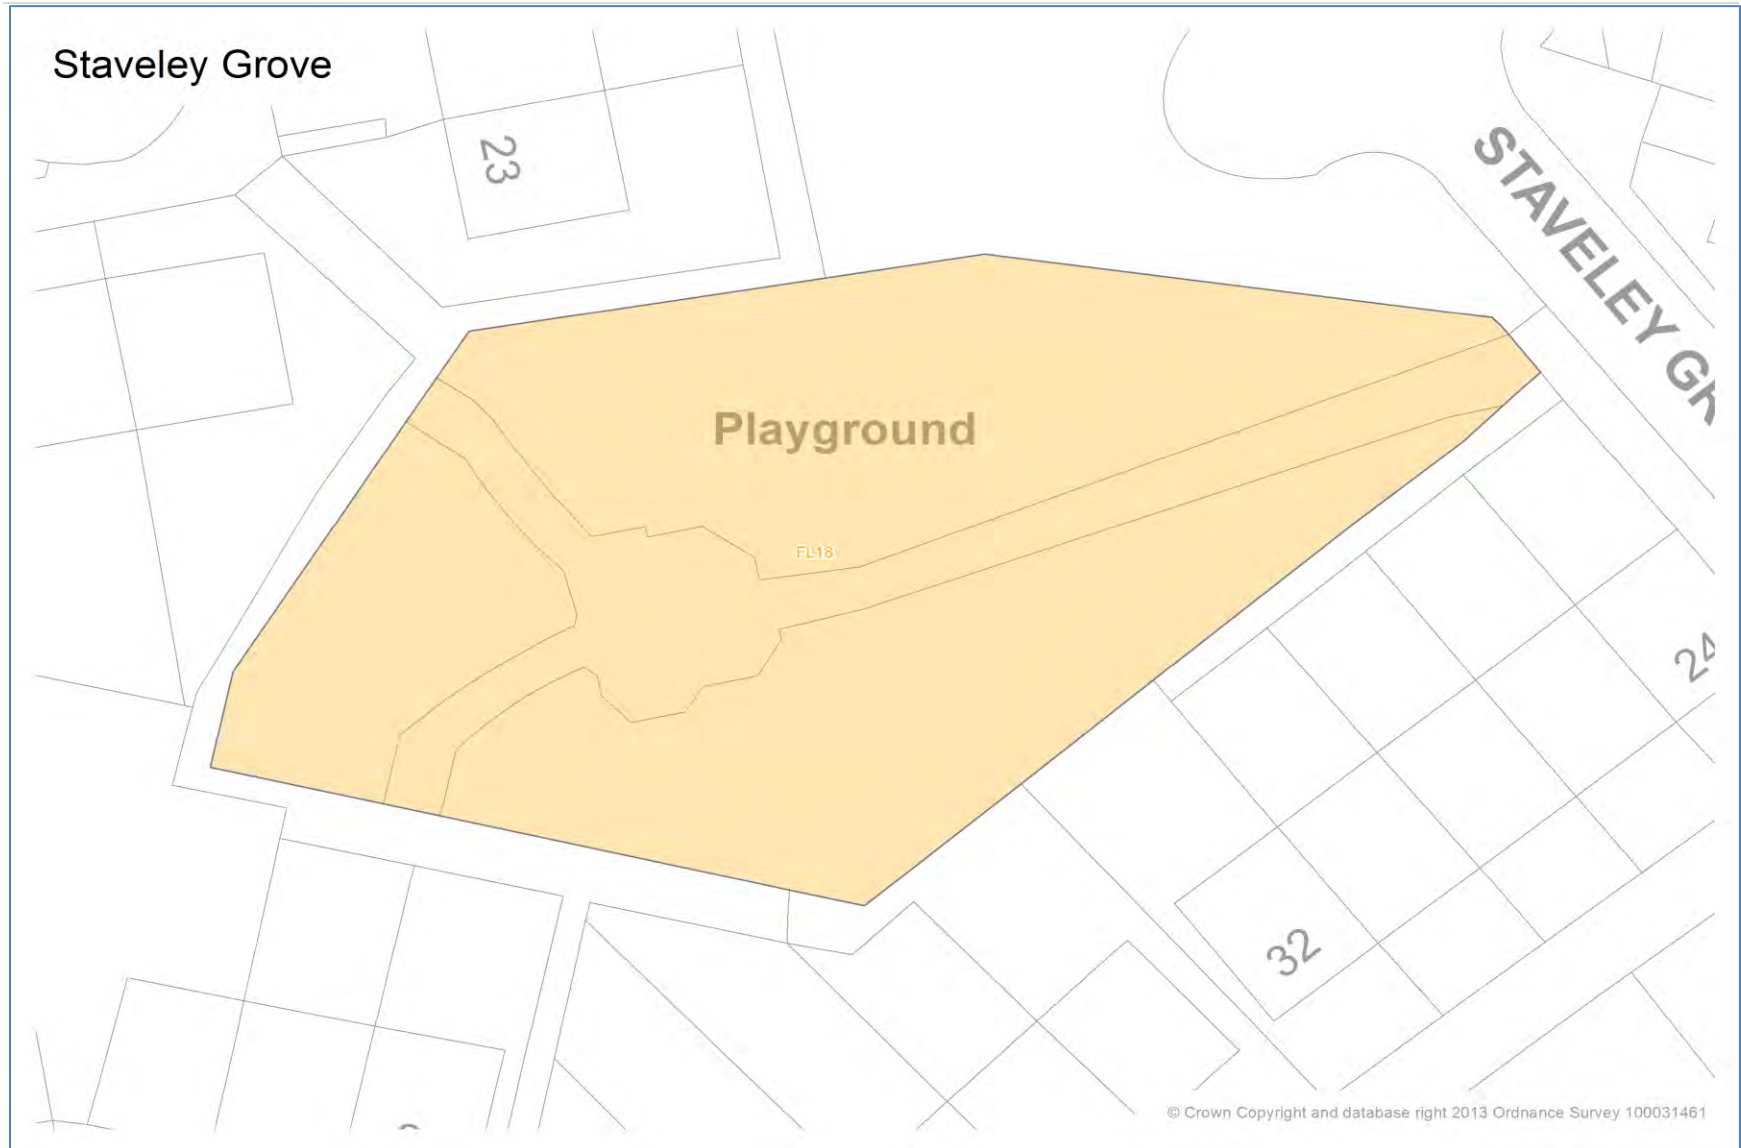 Staveley Grove
23
STAVELEY GR
Playground
FL18
24
32
© Crown Copyright and database right 2013 Ordnance Survey 100031461